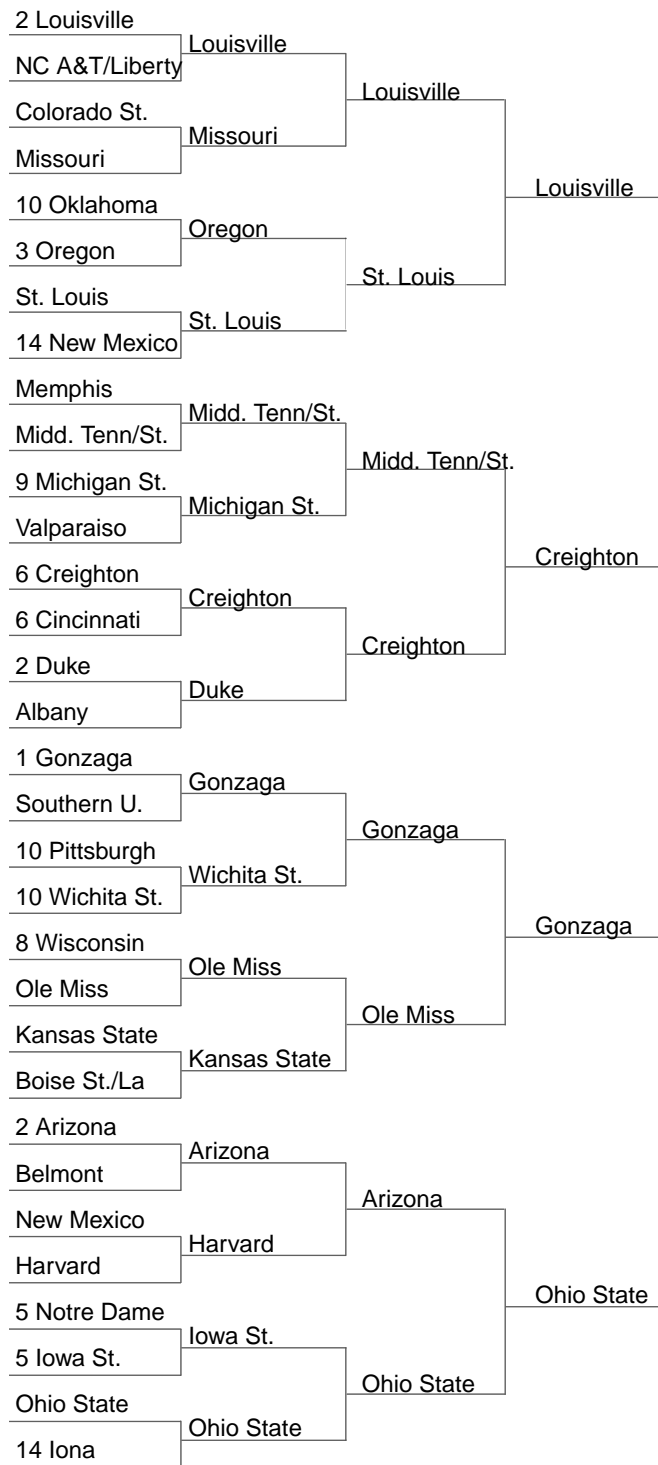 2 Louisville
NC A&T/Liberty
Colorado St.
Missouri
10 Oklahoma
3 Oregon
St. Louis
14 New Mexico
Memphis
Midd. Tenn/St.
9 Michigan St.
Valparaiso
6 Creighton
6 Cincinnati
2 Duke
Albany
1 Gonzaga
Southern U.
10 Pittsburgh
10 Wichita St.
8 Wisconsin
Ole Miss
Kansas State
Boise St./La
2 Arizona
Belmont
New Mexico
Harvard
5 Notre Dame
5 Iowa St.
Ohio State
14 Iona
Louisville
Missouri
Oregon
St. Louis
Midd. Tenn/St.
Michigan St.
Creighton
Duke
Gonzaga
Wichita St.
Ole Miss
Kansas State
Arizona
Harvard
Iowa St.
Ohio State
Louisville
St. Louis
Midd. Tenn/St.
Creighton
Gonzaga
Ole Miss
Arizona
Ohio State
Louisville
Creighton
Gonzaga
Ohio State